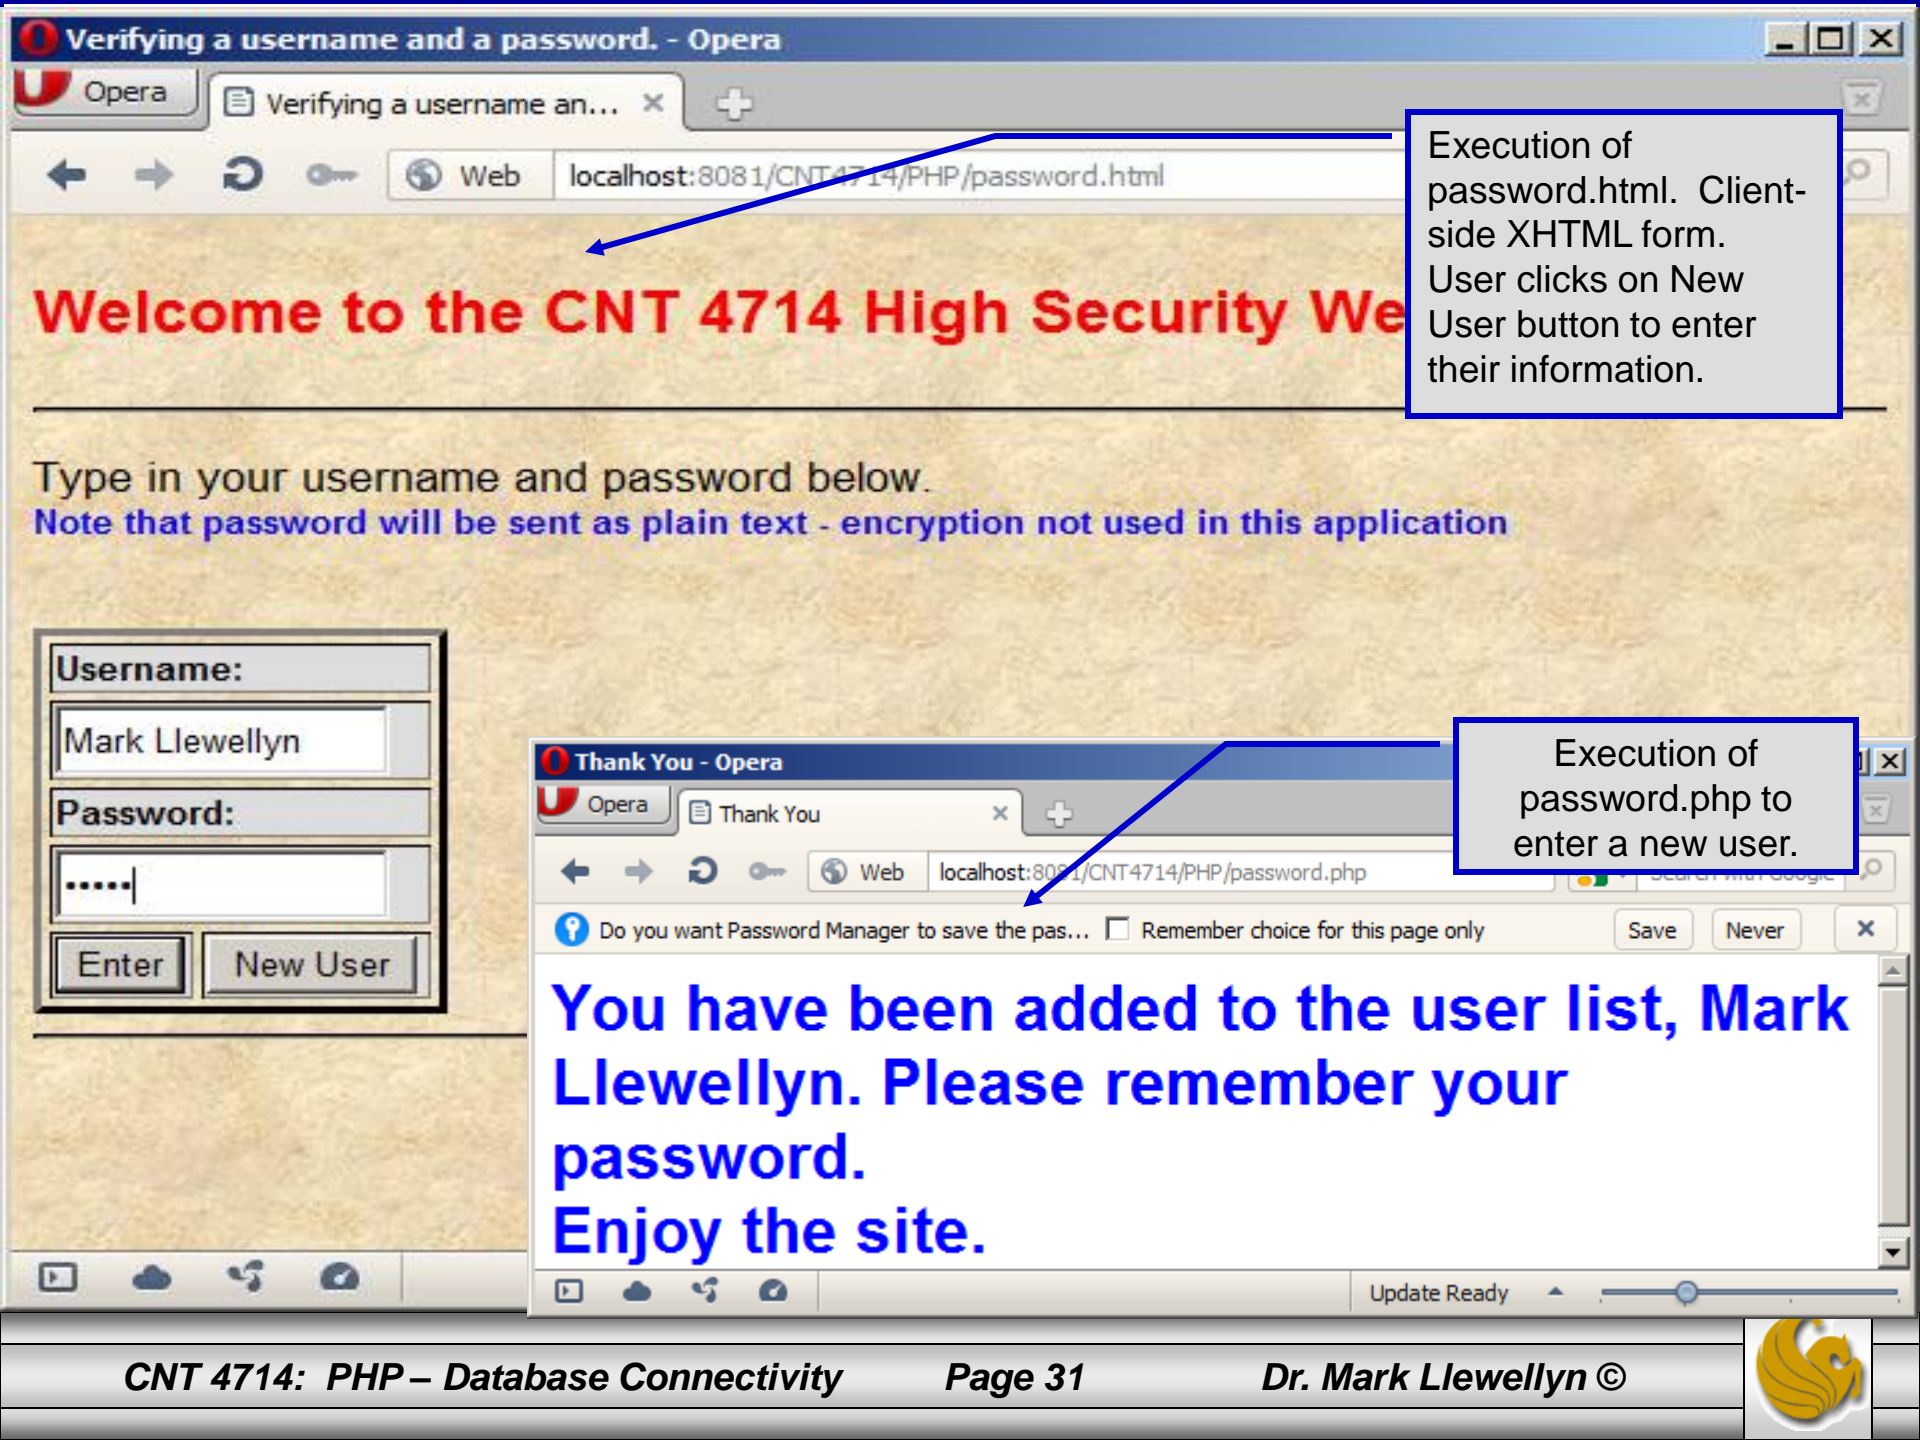 Verifying a username and a password. - Opera
Opera
Verifying a username an...
Web
localhost:8081/CNT4714/PHP/password.html
Execution of
password.html. Client-
side XHTML form.
User clicks on New
User button to enter
their information.
Welcome to the CNT 4714 High Security We
Type in your username and password below.
Note that password will be sent as plain text - encryption not used in this application
Username:
Mark Llewellyn
Password:
•••••
Enter
New User
Thank You - Opera
Opera
Thank You
Web
localhost:8081/CNT4714/PHP/password.php
Search with Google
Execution of
password.php to
enter a new user.
Do you want Password Manager to save the pas...
Remember choice for this page only
Save
Never
You have been added to the user list, Mark
Llewellyn. Please remember your
password.
Enjoy the site.
Update Ready
CNT 4714: PHP – Database Connectivity
Page 31
Dr. Mark Llewellyn ©